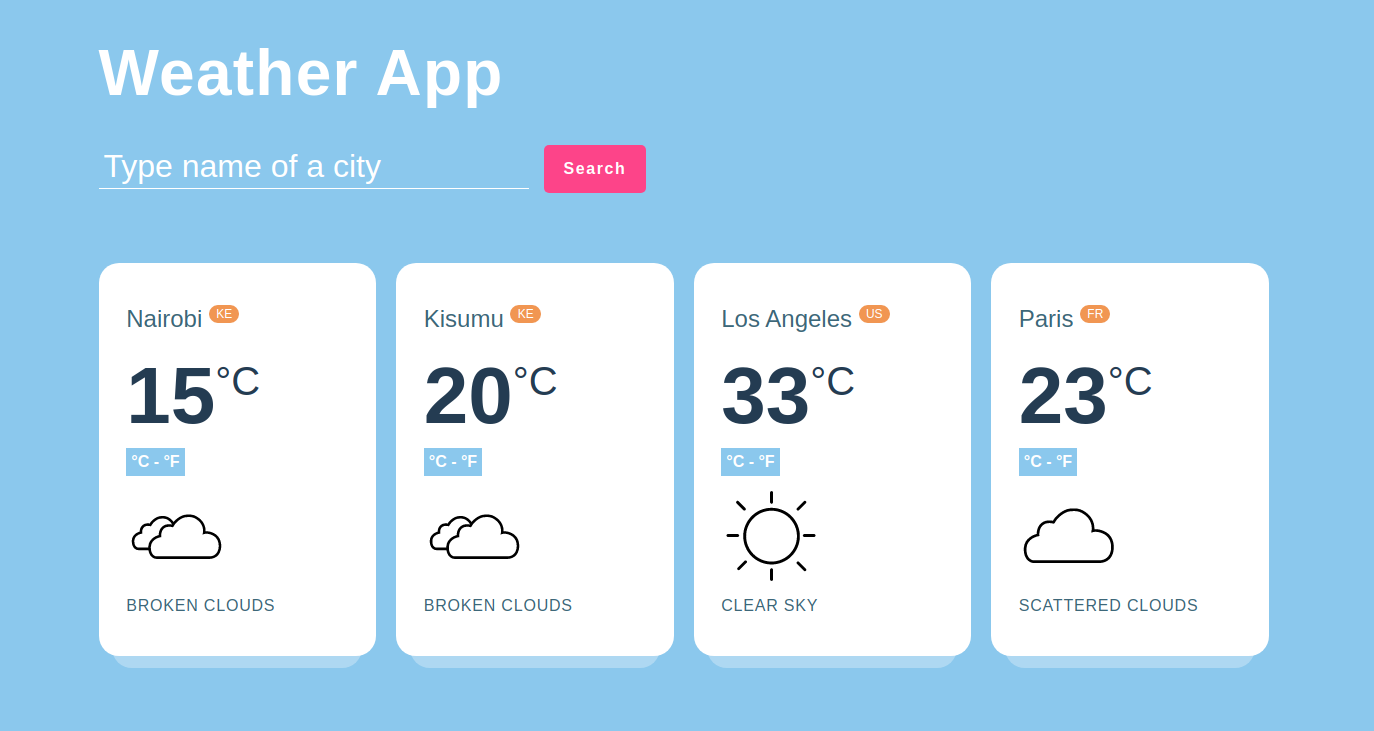 Weather App
Type name of a city
Search
Nairobi KE
15°C
°C - °F
BROKEN CLOUDS
Kisumu KE
20°C
°C - °F
BROKEN CLOUDS
Los Angeles US
33°C
°C - °F
CLEAR SKY
Paris FR
23°C
°C - °F
SCATTERED CLOUDS